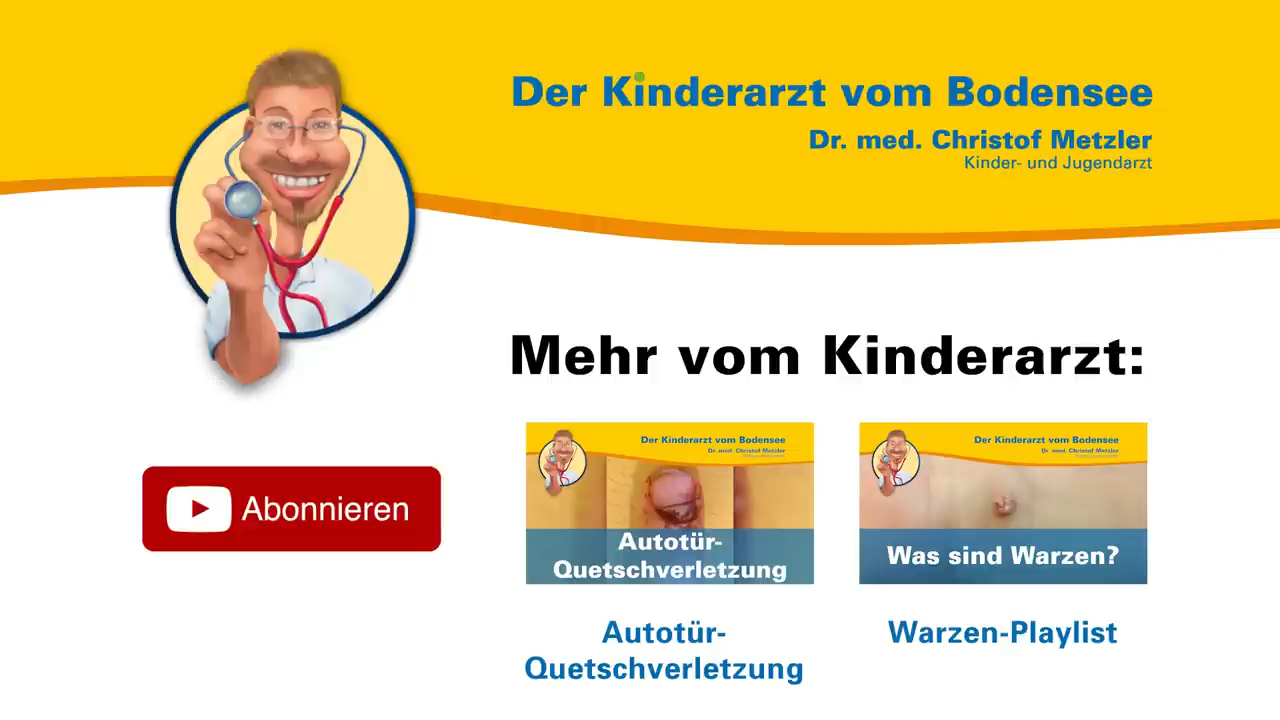 Der Kinderarzt vom Bodensee
Dr. med. Christof Metzler
Kinder- und Jugendarzt
Mehr vom Kinderarzt:
Abonnieren
Der Kinderarzt vom Bodensee
Dr. med. Christof Metzler
Autotür-
Quetschverletzung
Der Kinderarzt vom Bodensee
Dr. med. Christof Metzler
Was sind Warzen?
Autotür-
Quetschverletzung
Warzen-Playlist